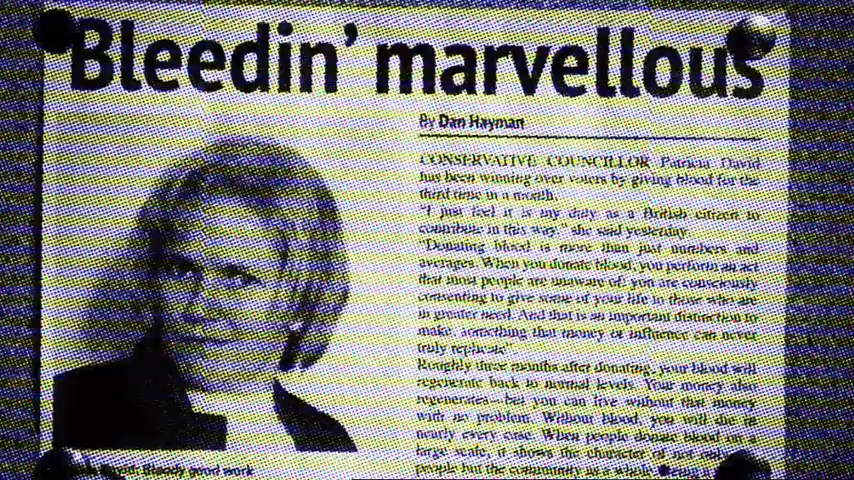 Bleedin' marvellous
By Dan Hayman
CONSERVATIVE COUNCILLOR Patricia David
has been winning over voters by giving blood for the
third time in a month.
"I just feel it is my duty as a British citizen to
contribute in this way." she said yesterday.
"Donating blood is more than just numbers and
averages. When you donate blood, you perform an act
that most people are unaware of: you are consciously
consenting to give some of your life to those who are
in greater need. And that is an important distinction to
make, something that money or influence can never
truly replicate"
Roughly three months after donating, your blood will
regenerate back to normal levels. Your money also
regenerates—but you can live without that money
with no problem. Without blood, you will die in
nearly every case. When people donate blood on a
large scale, it shows the character of not only
people but the community as a whole.
Bloody good work